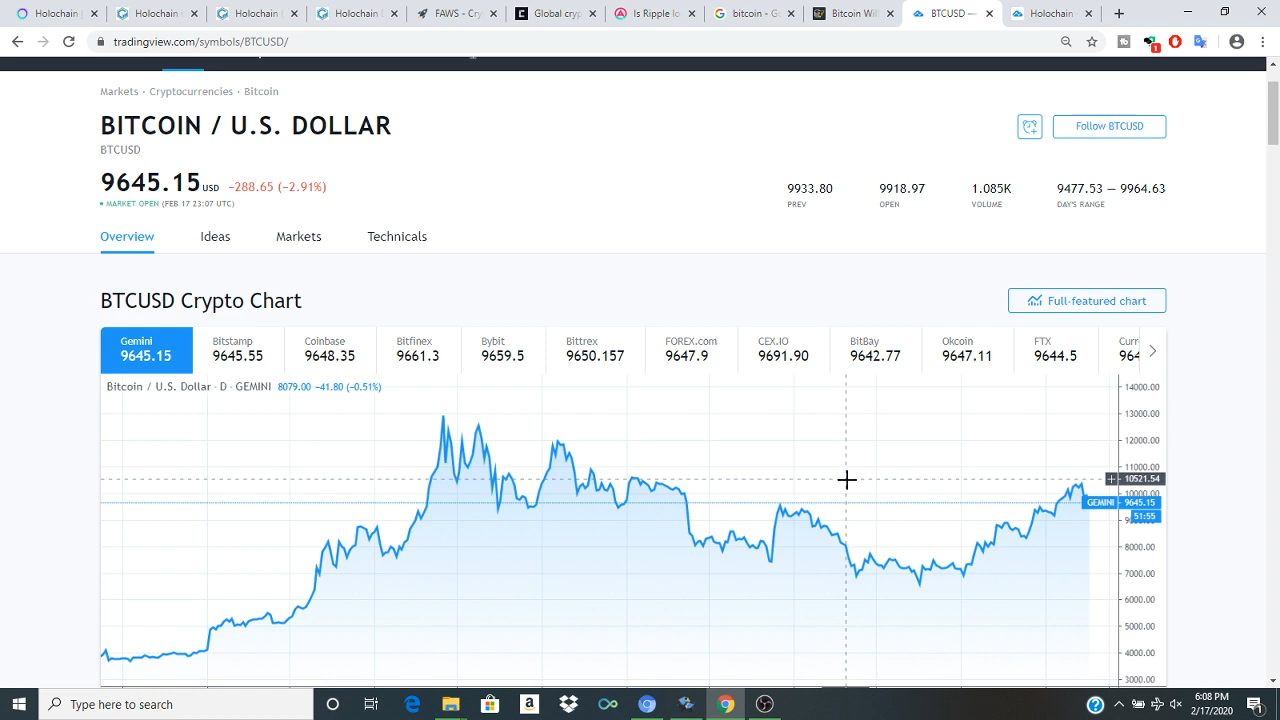 Holochain
Holochain
Holochain
Holochain
FAWS- Cry
Global cryp
Is Ripple lo
bitcoin - Go
Bitcoin Wil
BTCUSD —
Holochain
tradingview.com/symbols/BTCUSD/
1
Markets · Cryptocurrencies · Bitcoin
BITCOIN / U.S. DOLLAR
Follow BTCUSD
BTCUSD
9645.15 USD −288.65 (−2.91%)
MARKET OPEN (FEB 17 23:07 UTC)
9933.80 9918.97 1.085K 9477.53 — 9964.63
PREV OPEN VOLUME DAY'S RANGE
Overview Ideas Markets Technicals
BTCUSD Crypto Chart
Full-featured chart
Gemini Bitstamp Coinbase Bitfinex Bybit Bittrex FOREX.com CEX.IO BitBay Okcoin FTX Curr
9645.15 9645.55 9648.35 9661.3 9659.5 9650.157 9647.9 9691.90 9642.77 9647.11 9644.5 964
Bitcoin / U.S. Dollar · D · GEMINI 8079.00 −41.80 (−0.51%)
14000.00
13000.00
12000.00
11000.00
10521.54
10000.00
GEMINI 9645.15
51:55
8000.00
7000.00
6000.00
5000.00
4000.00
3000.00
Type here to search
6:08 PM
2/17/2020
1